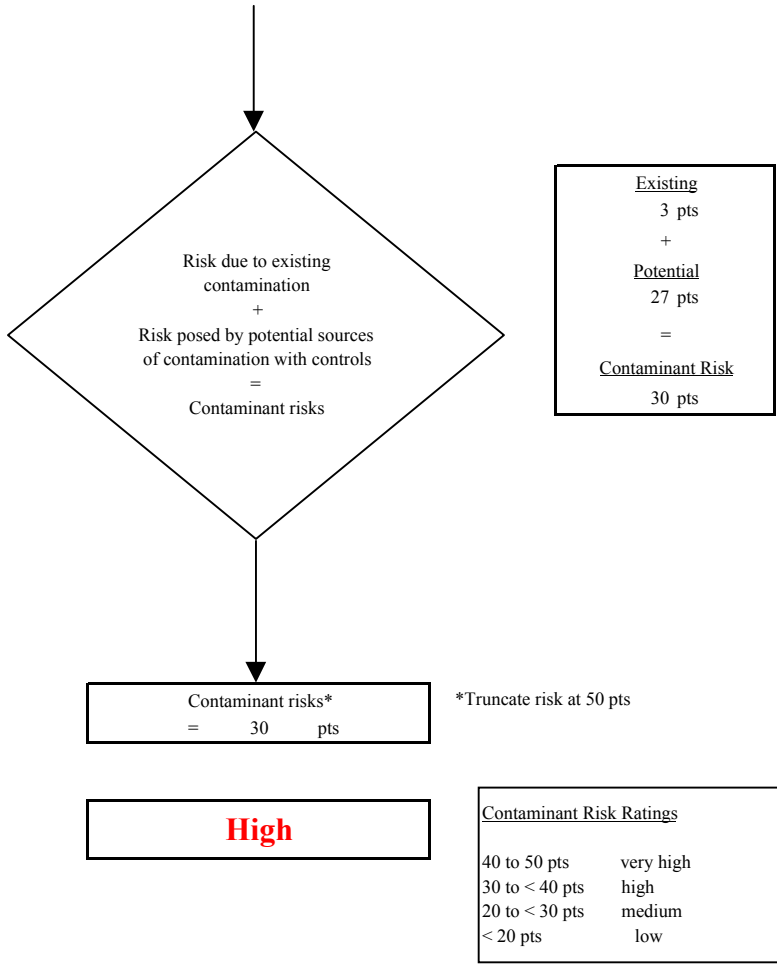 Risk due to existing
contamination
+
Risk posed by potential sources
of contamination with controls
=
Contaminant risks
Existing
3 pts
+
Potential
27 pts
=
Contaminant Risk
30 pts
Contaminant risks*
= 30 pts
*Truncate risk at 50 pts
High
Contaminant Risk Ratings
40 to 50 pts very high
30 to < 40 pts high
20 to < 30 pts medium
< 20 pts low